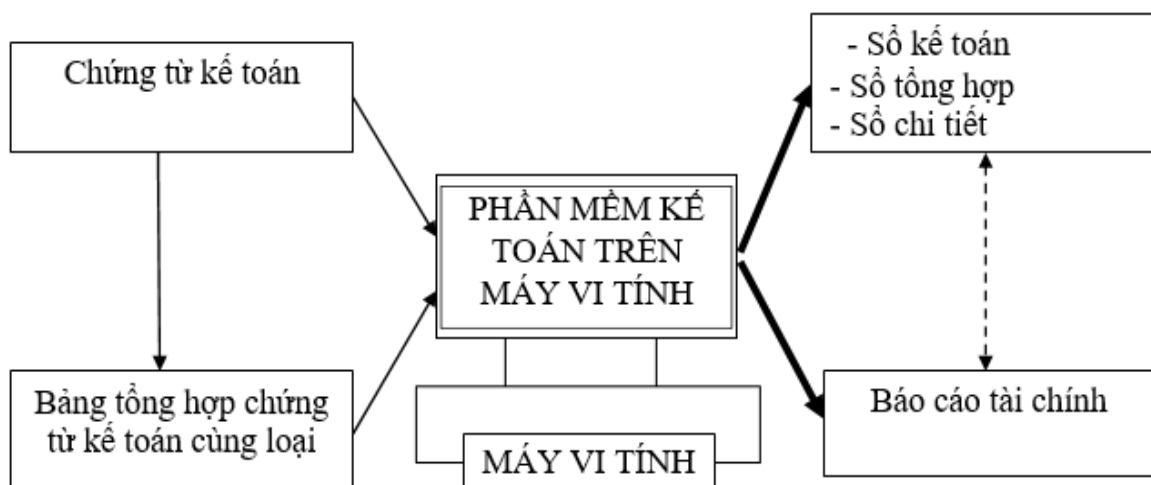 Chứng từ kế toán
- Sổ kế toán
- Sổ tổng hợp
- Sổ chi tiết
PHẦN MỀM KẾ
TOÁN TRÊN
MÁY VI TÍNH
Bảng tổng hợp chứng
từ kế toán cùng loại
Báo cáo tài chính
MÁY VI TÍNH